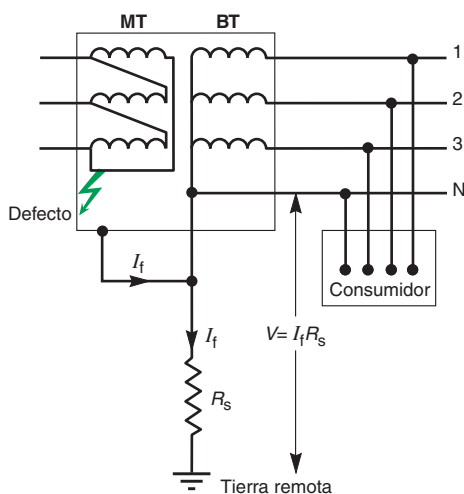 MT BT
1
2
3
N
Defecto
If
Consumidor
If
V= IfRs
Rs
Tierra remota